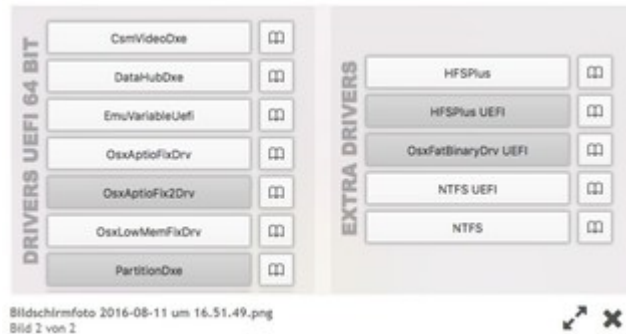 DRIVERS UEFI 64 BIT
CsmVideoDxe
DataHubDxe
EmuVariableUefi
OsxAptioFixDrv
OsxAptioFix2Drv
OsxLowMemFixDrv
PartitionDxe
EXTRA DRIVERS
HFSPlus
HFSPlus UEFI
OsxFatBinaryDrv UEFI
NTFS UEFI
NTFS
Bildschirmfoto 2016-08-11 um 16.51.49.png
Bild 2 von 2